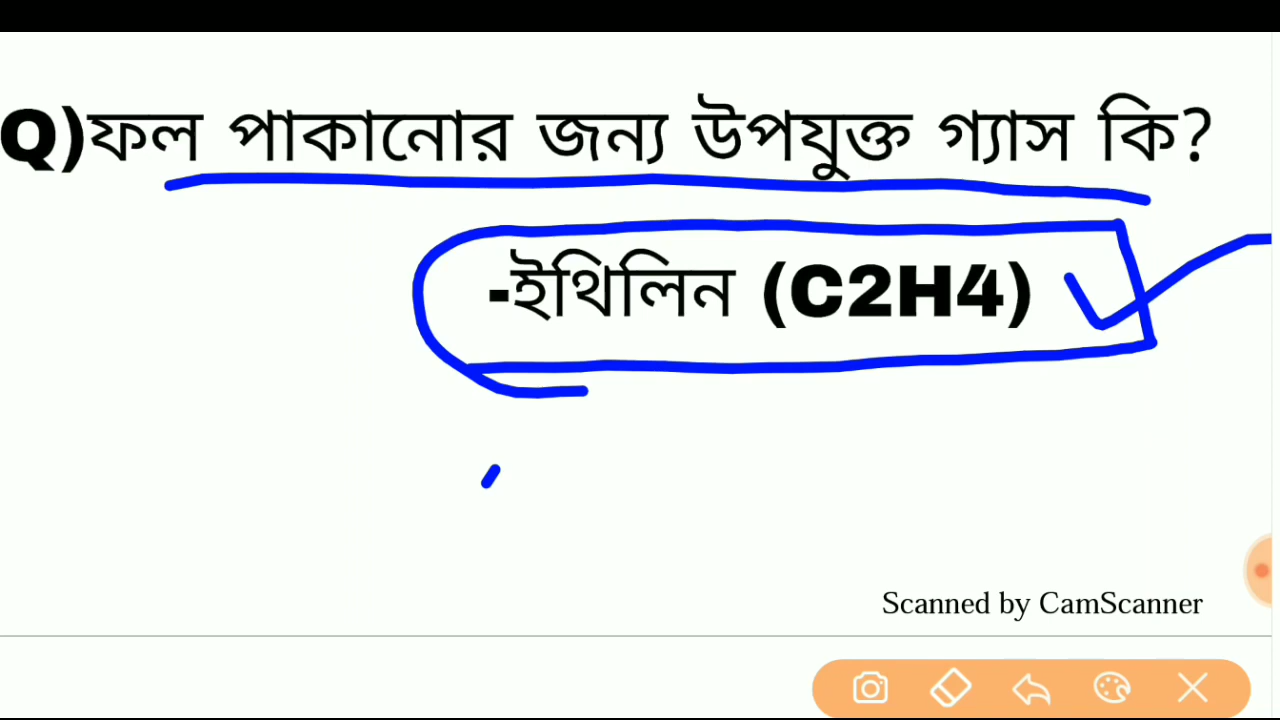 Q)ফল পাকানোর জন্য উপযুক্ত গ্যাস কি?
-ইথিলিন (C2H4)
Scanned by CamScanner